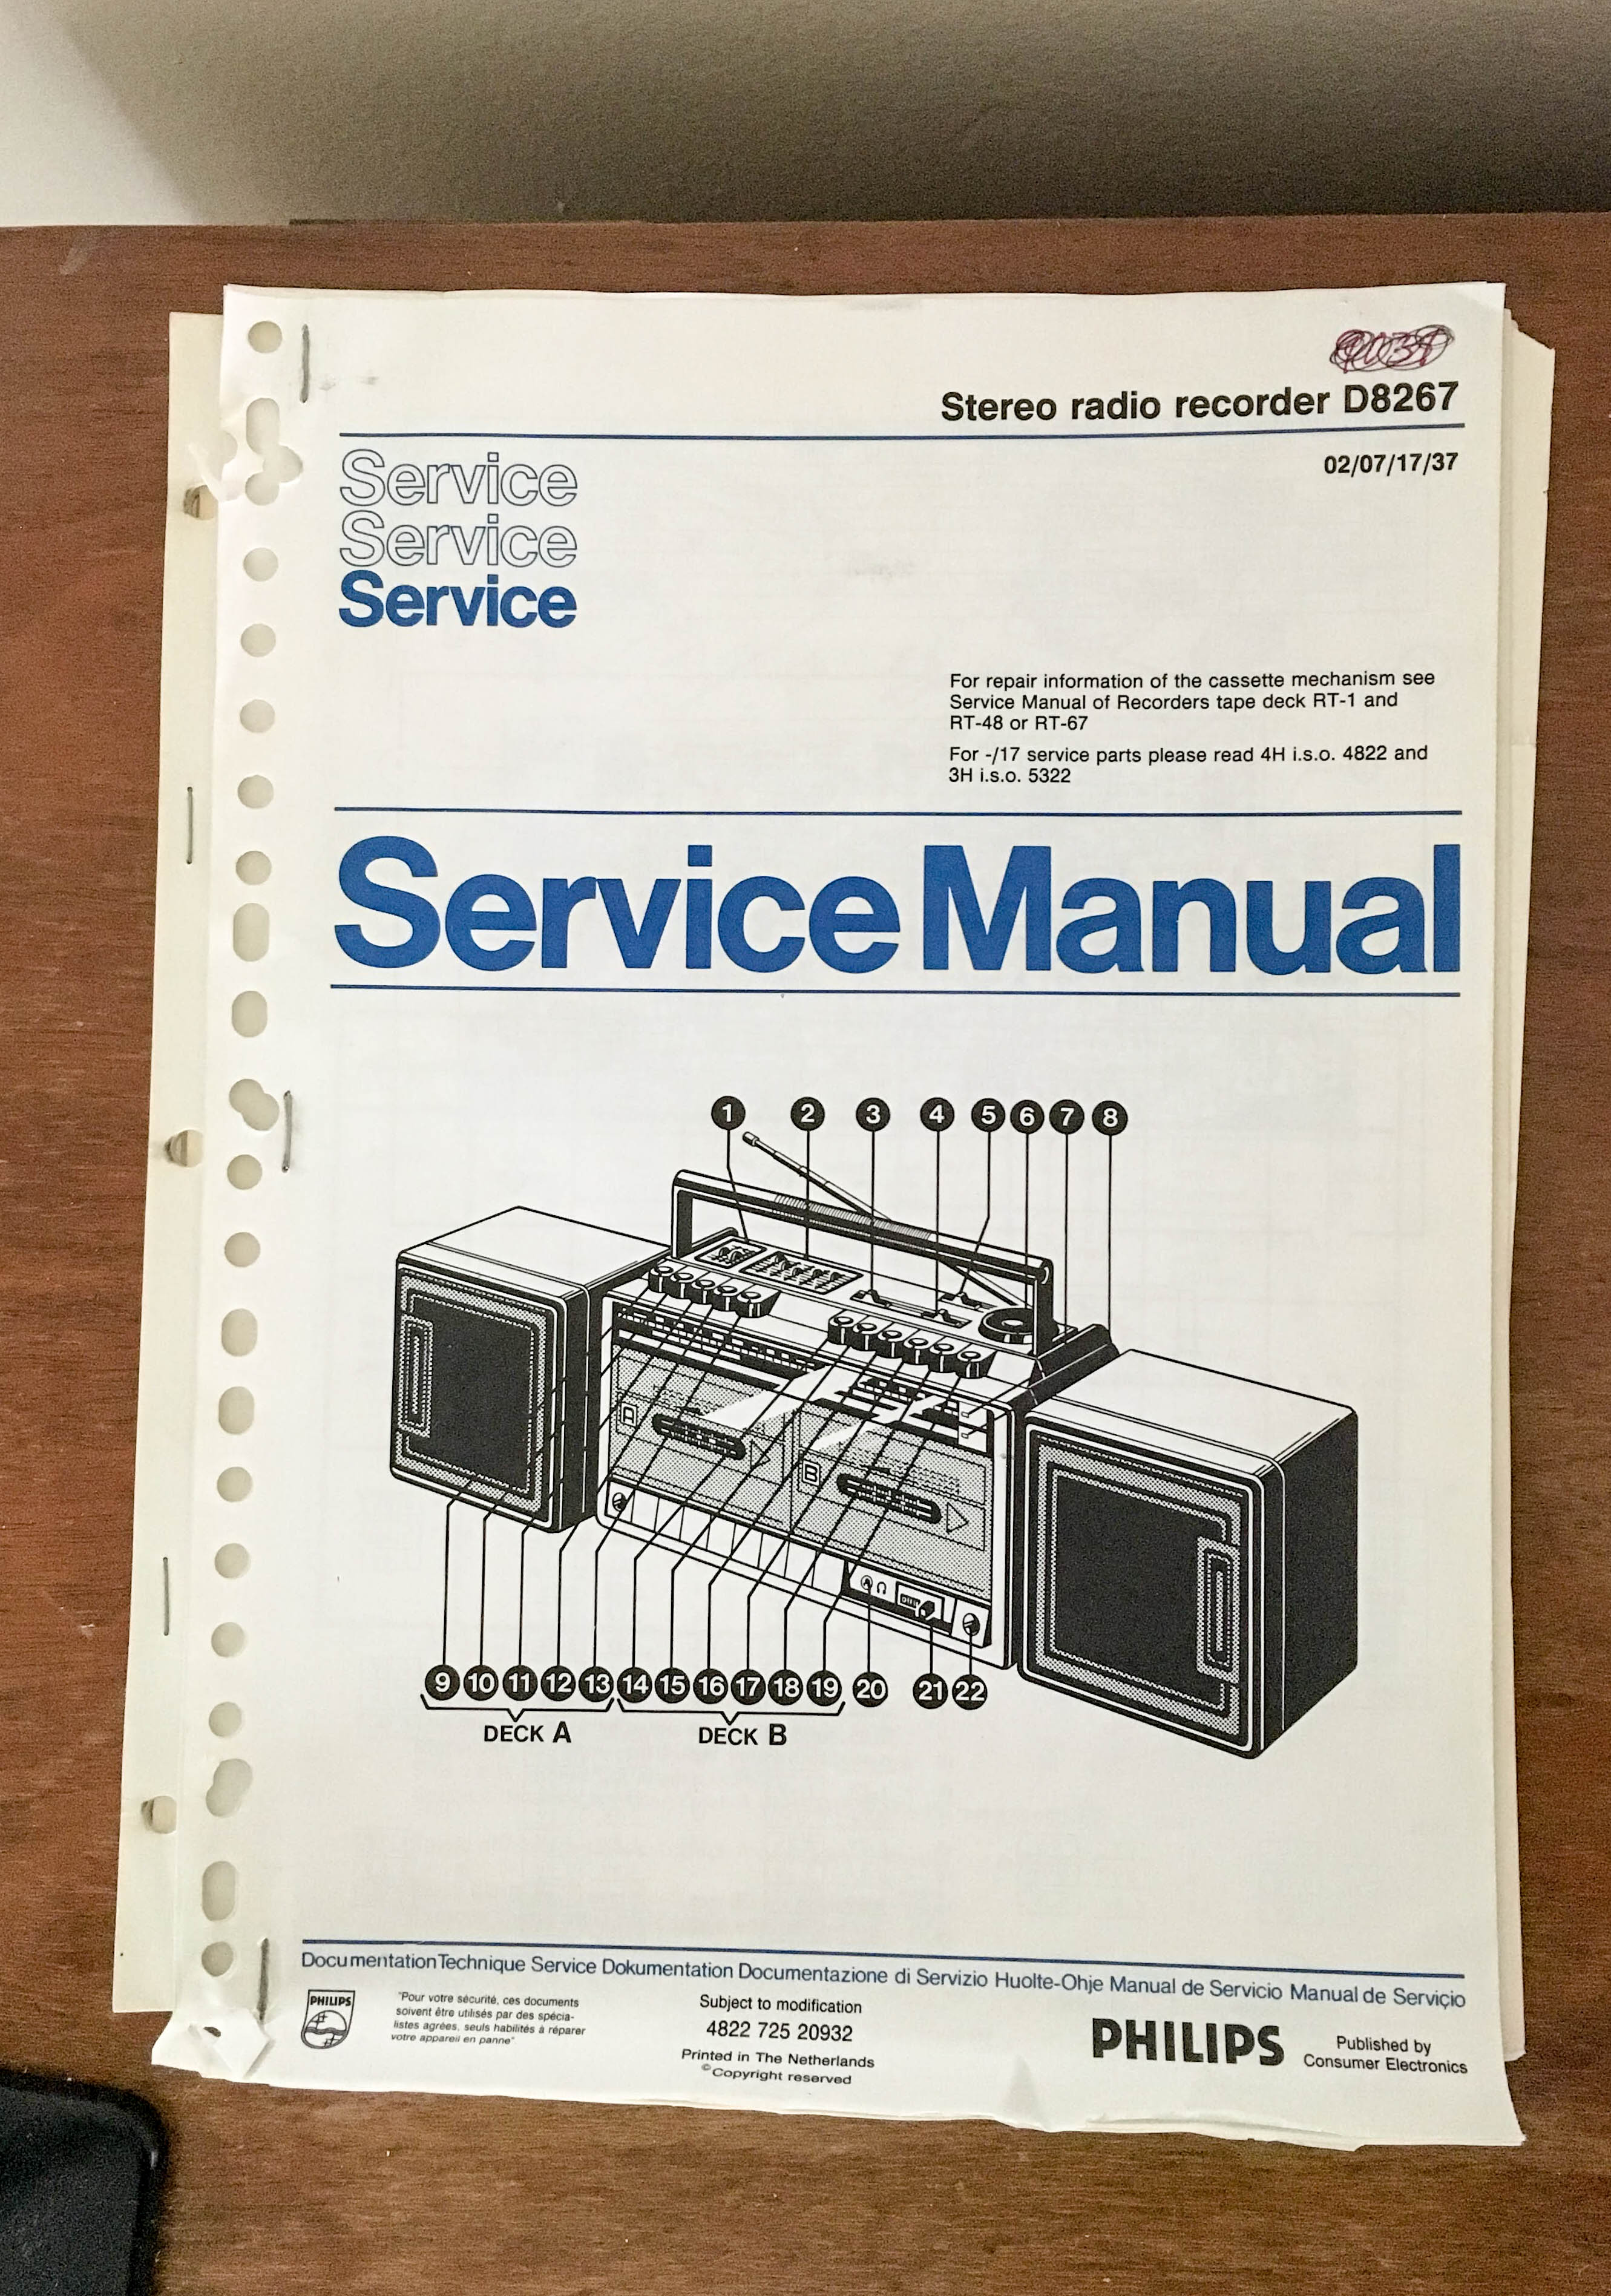 Stereo radio recorder D8267
02/07/17/37
Service
Service
Service
For repair information of the cassette mechanism see
Service Manual of Recorders tape deck RT-1 and
RT-48 or RT-67
For -/17 service parts please read 4H i.s.o. 4822 and
3H i.s.o. 5322
Service Manual
1 2 3 4 5 6 7 8
A
B
9 10 11 12 13 14 15 16 17 18 19 20 21 22
DECK A DECK B
Documentation Technique Service Dokumentation Documentazione di Servizio Huolte-Ohje Manual de Servicio Manual de Serviçio
PHILIPS
"Pour votre sécurité, ces documents
soivent être utilisés par des spécia-
listes agrées, seuls habilités à réparer
votre appareil en panne"
Subject to modification
4822 725 20932
Printed in The Netherlands
©Copyright reserved
PHILIPS
Published by
Consumer Electronics